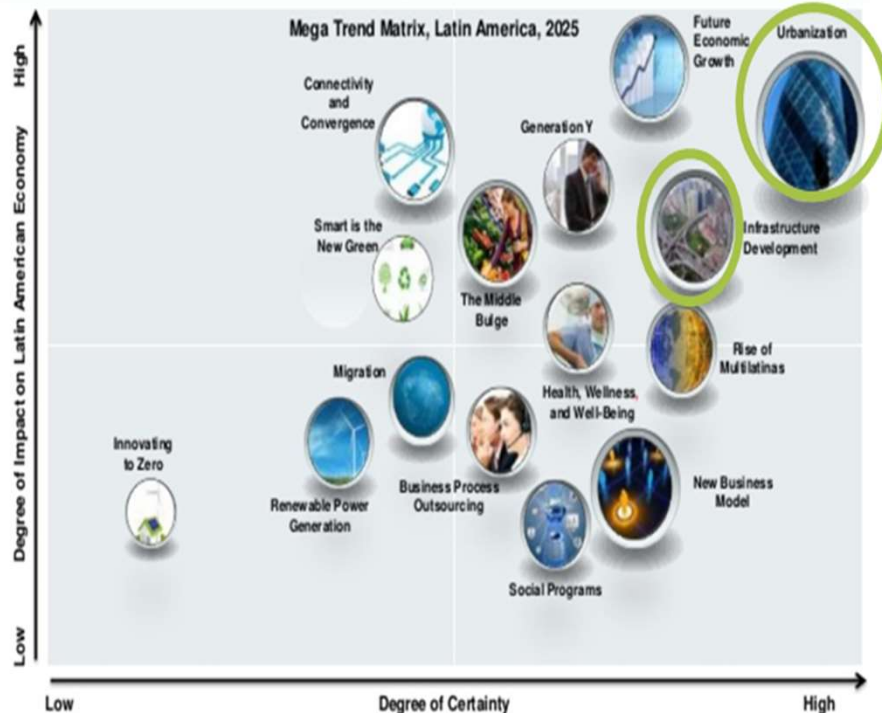 Mega Trend Matrix, Latin America, 2025
High
Degree of Impact on Latin American Economy
Low
Future
Economic
Growth
Urbanization
Connectivity
and
Convergence
Generation Y
Smart is the
New Green
Infrastructure
Development
The Middle
Bulge
Rise of
Multilatinas
Migration
Health, Wellness,
and Well-Being
Innovating
to Zero
Renewable Power
Generation
Business Process
Outsourcing
New Business
Model
Social Programs
Low
Degree of Certainty
High